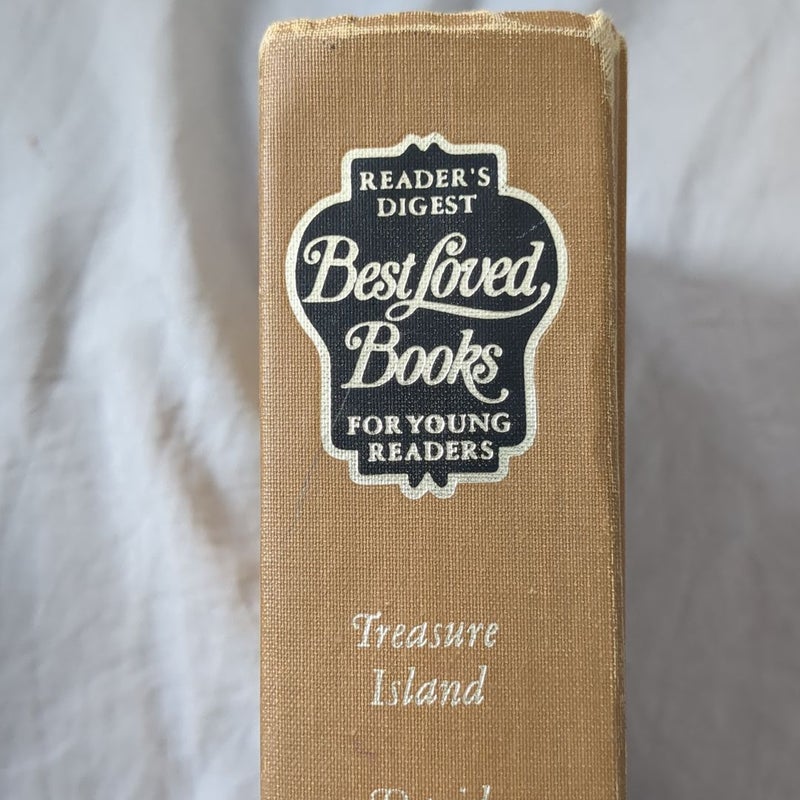 READER'S
DIGEST
Best Loved
Books
FOR YOUNG
READERS
Treasure
Island